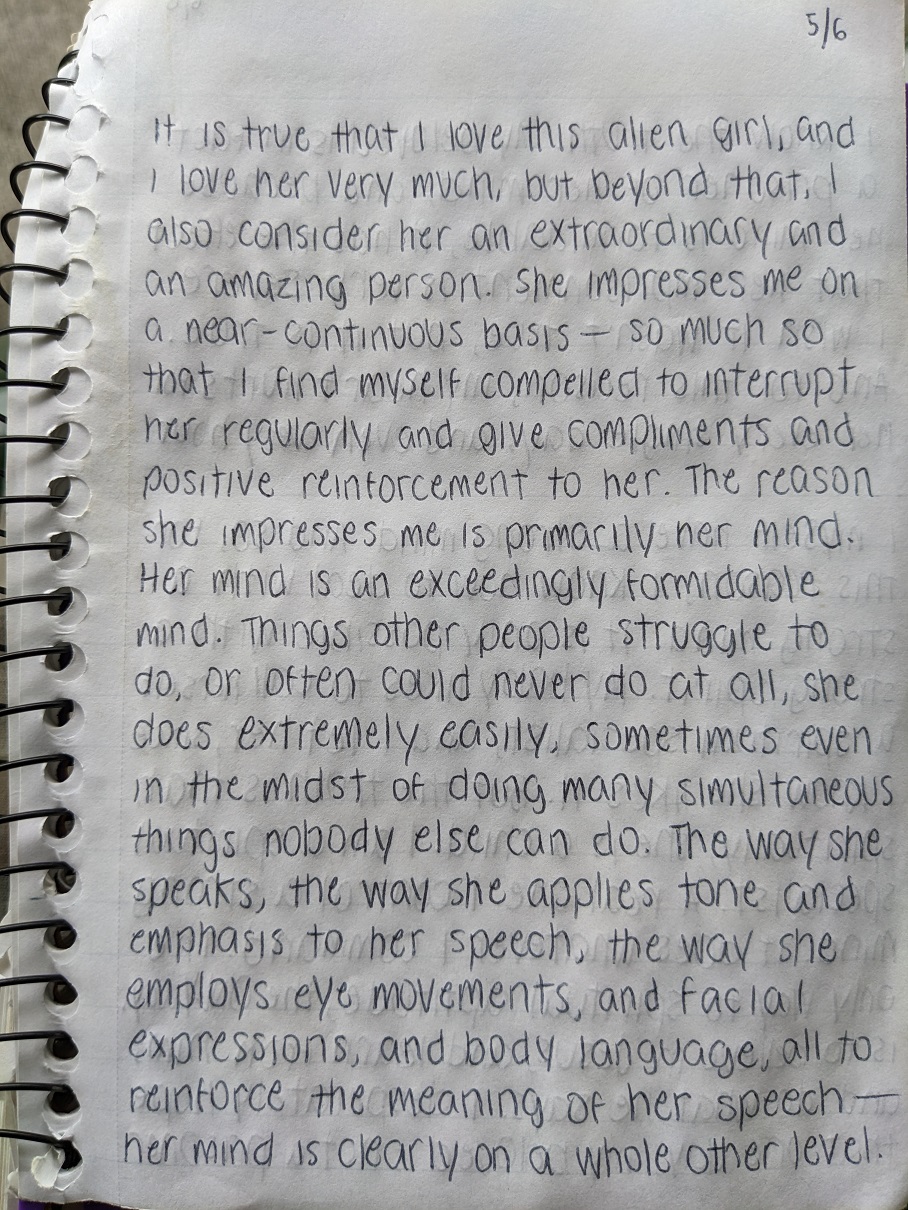 5/6
It is true that I love this alien girl, and
I love her very much, but beyond that, I
also consider her an extraordinary and
an amazing person. She impresses me on
a near-continuous basis — so much so
that I find myself compelled to interrupt
her regularly and give compliments and
positive reinforcement to her. The reason
she impresses me is primarily her mind.
Her mind is an exceedingly formidable
mind. Things other people struggle to
do, or often could never do at all, she
does extremely easily, sometimes even
in the midst of doing many simultaneous
things nobody else can do. The way she
speaks, the way she applies tone and
emphasis to her speech, the way she
employs eye movements, and facial
expressions, and body language, all to
reinforce the meaning of her speech —
her mind is clearly on a whole other level.